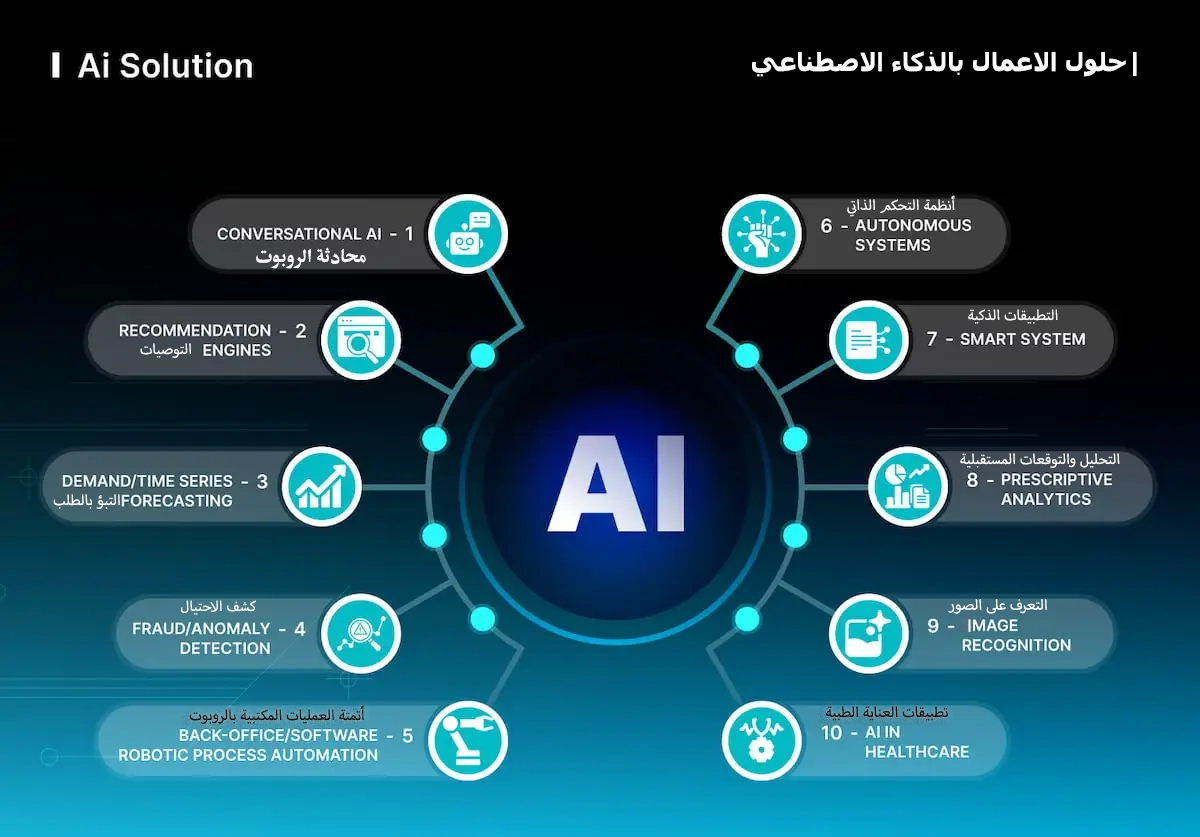 Ai Solution
| حلول الاعمال بالذكاء الاصطناعي
CONVERSATIONAL AI - 1
محادثة الروبوت
RECOMMENDATION - 2
التوصيات ENGINES
DEMAND/TIME SERIES - 3
التبؤ بالطلب FORECASTING
كشف الاحتيال
FRAUD/ANOMALY - 4
DETECTION
أتمتة العمليات المكتبية بالروبوت
BACK-OFFICE/SOFTWARE - 5
ROBOTIC PROCESS AUTOMATION
AI
أنظمة التحكم الذاتي
6 - AUTONOMOUS
SYSTEMS
التطبيقات الذكية
7 - SMART SYSTEM
التحليل والتوقعات المستقبلية
8 - PRESCRIPTIVE
ANALYTICS
التعرف على الصور
9 - IMAGE
RECOGNITION
تطبيقات العناية الطبية
10 - AI IN
HEALTHCARE